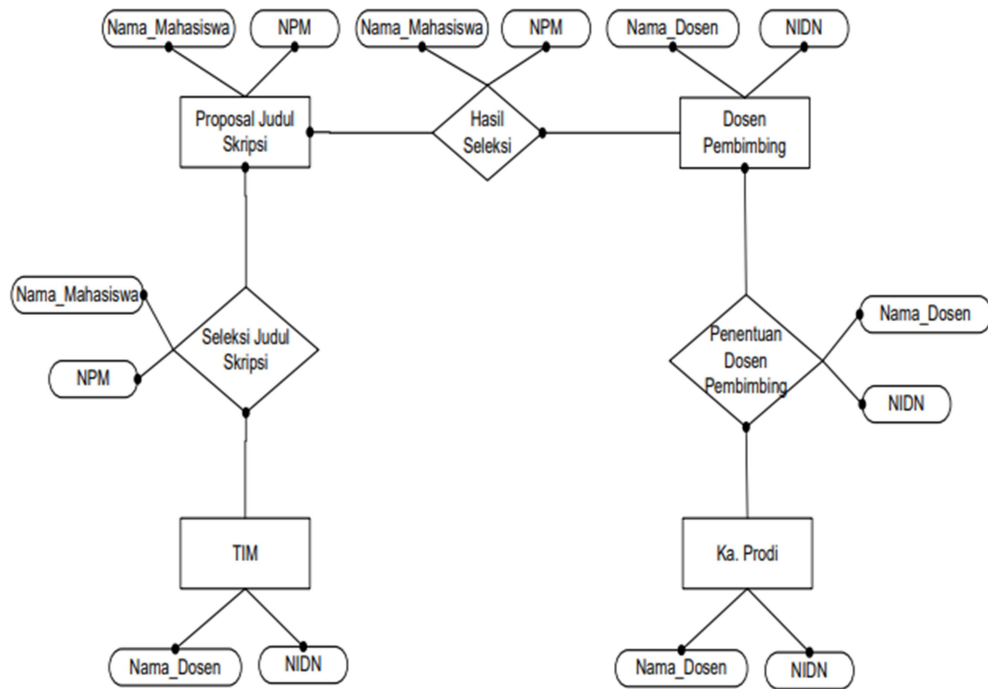 Nama_Mahasiswa
NPM
Nama_Mahasiswa
NPM
Nama_Dosen
NIDN
Proposal Judul
Skripsi
Hasil
Seleksi
Dosen
Pembimbing
Nama_Mahasiswa
NPM
Seleksi Judul
Skripsi
Penentuan
Dosen
Pembimbing
Nama_Dosen
NIDN
TIM
Ka. Prodi
Nama_Dosen
NIDN
Nama_Dosen
NIDN